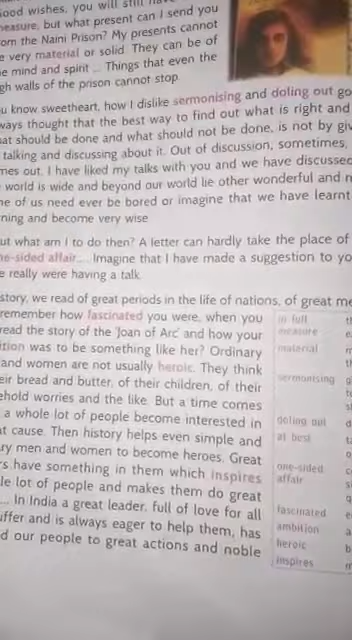 ood wishes, you will still have
measure, but what present can I send you
om the Naini Prison? My presents cannot
e very material or solid. They can be of
e mind and spirit ... Things that even the
gh walls of the prison cannot stop.
u know, sweetheart, how I dislike sermonising and doling out go
ways thought that the best way to find out what is right and
at should be done and what should not be done, is not by giv
talking and discussing about it. Out of discussion, sometimes,
mes out. I have liked my talks with you and we have discussed
world is wide and beyond our world lie other wonderful and m
ne of us need ever be bored or imagine that we have learnt
ning and become very wise
ut what am I to do then? A letter can hardly take the place of
ne-sided affair.... Imagine that I have made a suggestion to yo
e really were having a talk.
story, we read of great periods in the life of nations, of great me
remember how fascinated you were, when you
read the story of the 'Joan of Arc' and how your
ition was to be something like her? Ordinary
and women are not usually heroic. They think
eir bread and butter, of their children, of their
ehold worries and the like. But a time comes
a whole lot of people become interested in
at cause. Then history helps even simple and
ry men and women to become heroes. Great
rs have something in them which inspires
le lot of people and makes them do great
.... In India a great leader, full of love for all
uffer and is always eager to help them, has
d our people to great actions and noble
in full
measure
material
sermonising
doling out
at best
one-sided
affair
fascinated
ambition
heroic
inspires